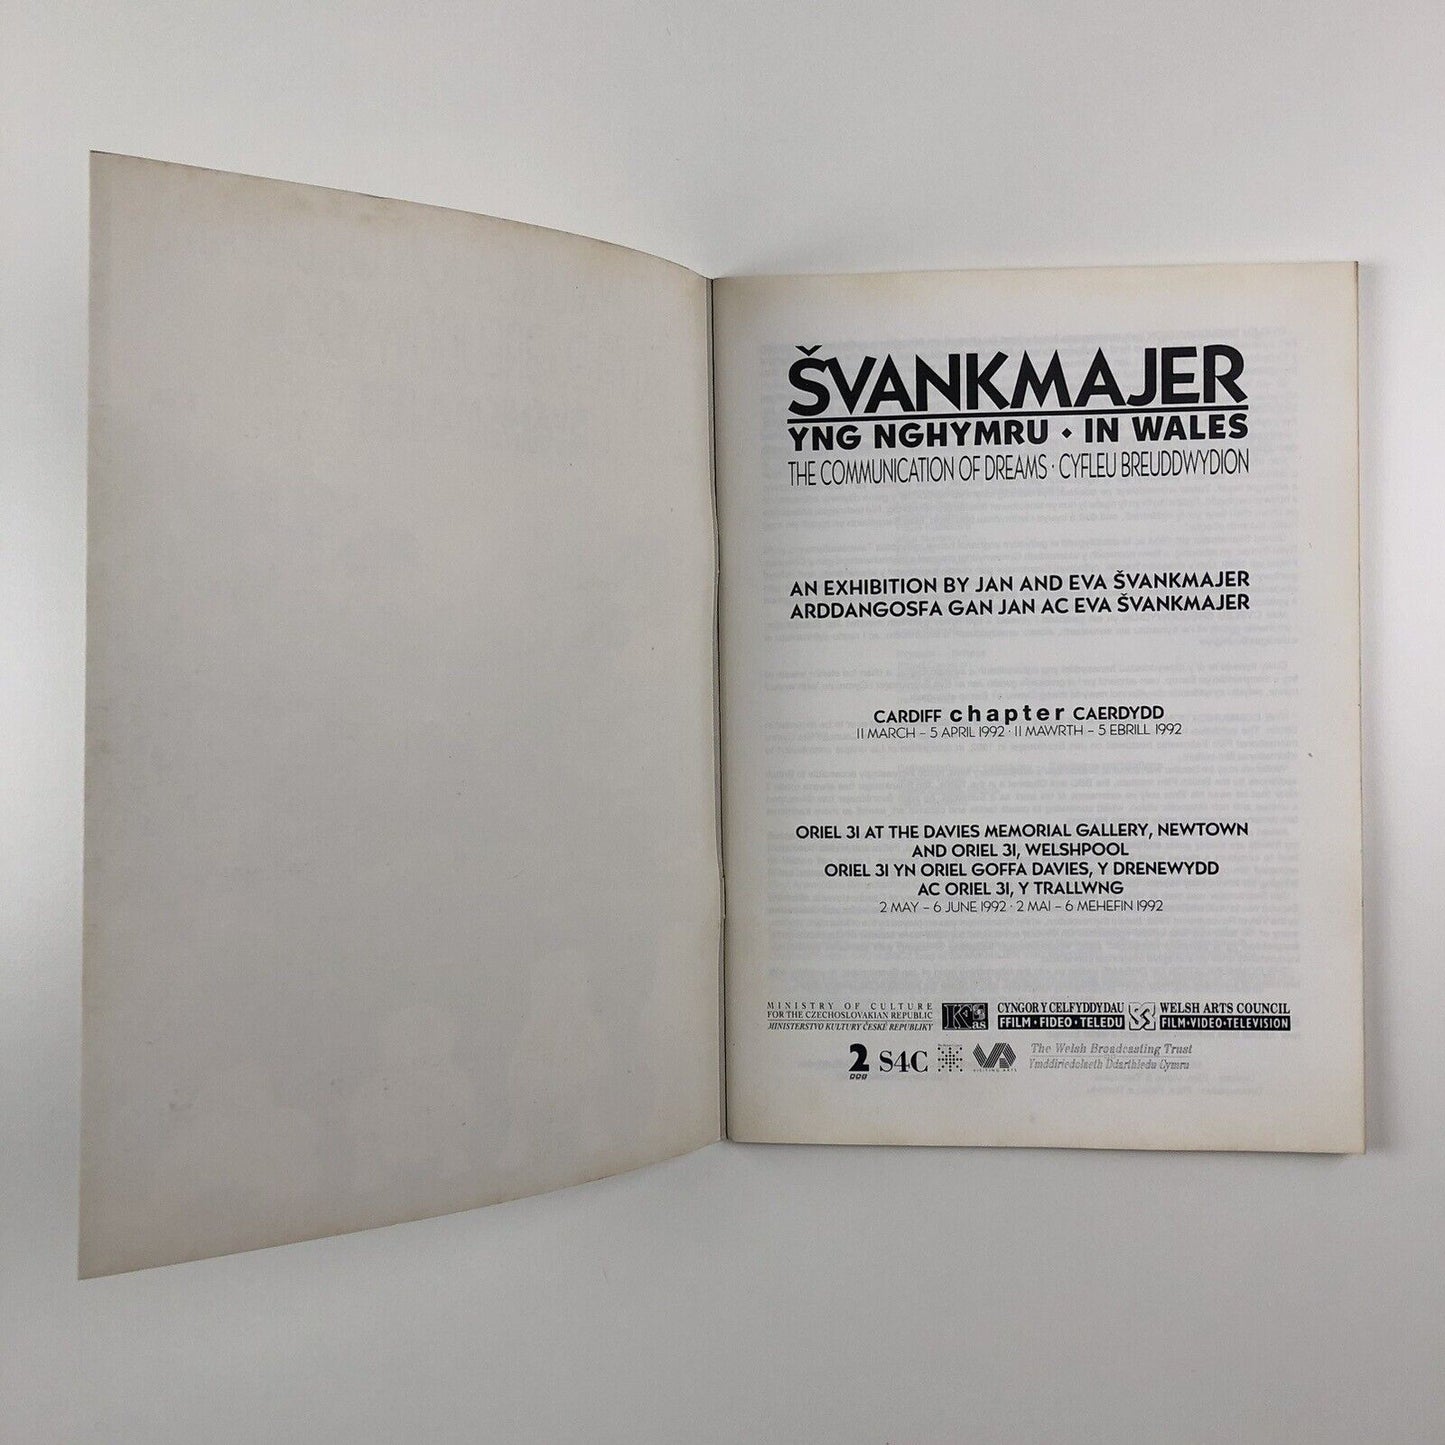 ŠVANKMAJER
YNG NGHYMRU • IN WALES
THE COMMUNICATION OF DREAMS · CYFLEU BREUDDWYDION
AN EXHIBITION BY JAN AND EVA ŠVANKMAJER
ARDDANGOSFA GAN JAN AC EVA ŠVANKMAJER
CARDIFF chapter CAERDYDD
11 MARCH – 5 APRIL 1992 · 11 MAWRTH – 5 EBRILL 1992
ORIEL 31 AT THE DAVIES MEMORIAL GALLERY, NEWTOWN
AND ORIEL 31, WELSHPOOL
ORIEL 31 YN ORIEL GOFFA DAVIES, Y DRENEWYDD
AC ORIEL 31, Y TRALLWNG
2 MAY – 6 JUNE 1992 · 2 MAI – 6 MEHEFIN 1992
MINISTRY OF CULTURE
FOR THE CZECHOSLOVAKIAN REPUBLIC
MINISTERSTVO KULTURY ČESKÉ REPUBLIKY
CYNGOR Y CELFYDDYDAU
FFILM • FIDEO • TELEDU
WELSH ARTS COUNCIL
FILM • VIDEO • TELEVISION
2
BBC
S4C
VISITING ARTS
The Welsh Broadcasting Trust
Ymddiriedolaeth Ddarlledu Cymru